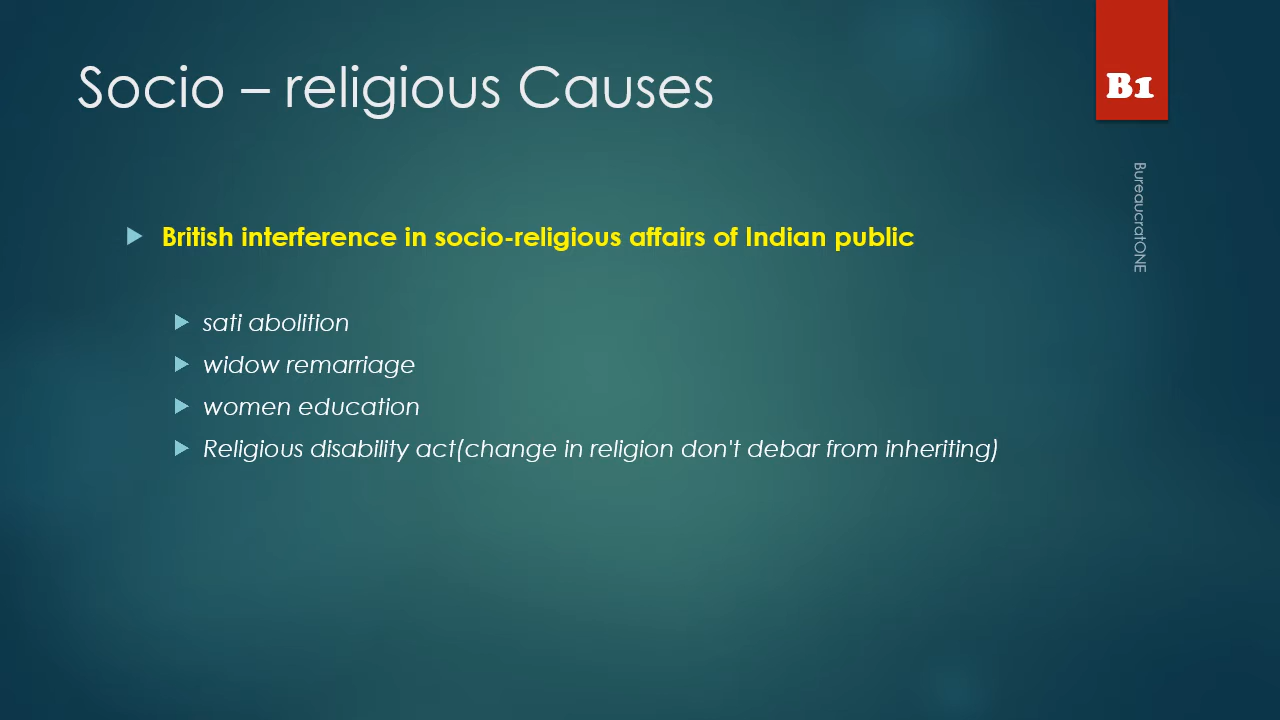 Socio – religious Causes
B1
BureaucratONE
British interference in socio-religious affairs of Indian public
sati abolition
widow remarriage
women education
Religious disability act(change in religion don't debar from inheriting)